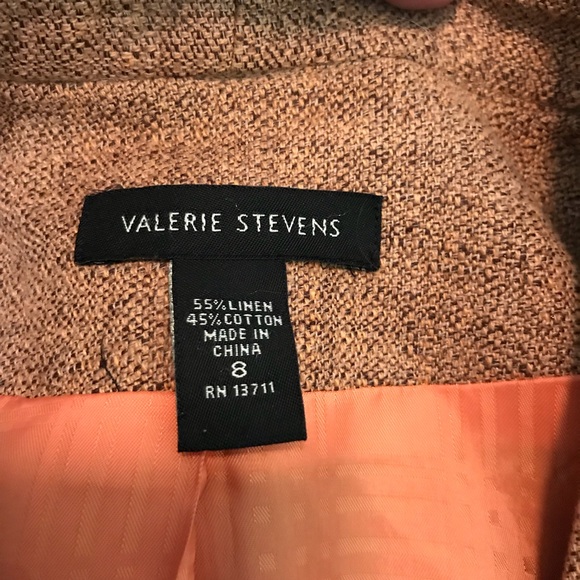 VALERIE STEVENS
55% LINEN
45% COTTON
MADE IN
CHINA
8
RN 13711